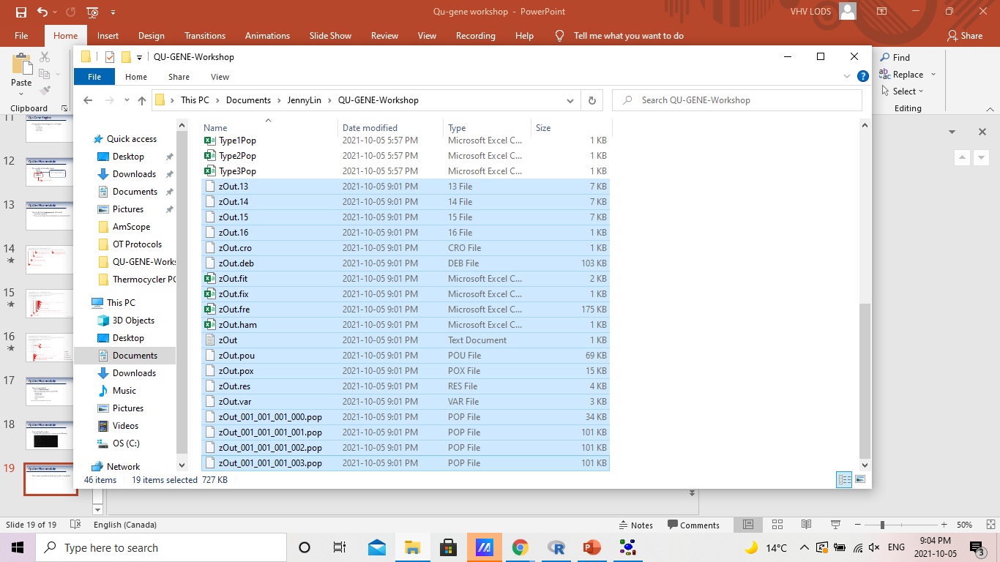 Qu-gene workshop - PowerPoint
VHV LODS
File Home Insert Design Transitions Animations Slide Show Review View Recording Help Tell me what you want to do Share
Paste
Clipboard
Find
Replace
Select
Editing
QU-GENE-Workshop
File Home Share View
This PC Documents JennyLin QU-GENE-Workshop
Search QU-GENE-Workshop
Quick access
Desktop
Downloads
Documents
Pictures
AmScope
OT Protocols
QU-GENE-Works
Thermocycler PC
This PC
3D Objects
Desktop
Documents
Downloads
Music
Pictures
Videos
OS (C:)
Network
Name Date modified Type Size
Type1Pop 2021-10-05 5:57 PM Microsoft Excel C... 1 KB
Type2Pop 2021-10-05 5:57 PM Microsoft Excel C... 1 KB
Type3Pop 2021-10-05 5:57 PM Microsoft Excel C... 1 KB
zOut.13 2021-10-05 9:01 PM 13 File 7 KB
zOut.14 2021-10-05 9:01 PM 14 File 7 KB
zOut.15 2021-10-05 9:01 PM 15 File 7 KB
zOut.16 2021-10-05 9:01 PM 16 File 1 KB
zOut.cro 2021-10-05 9:01 PM CRO File 1 KB
zOut.deb 2021-10-05 9:01 PM DEB File 103 KB
zOut.fit 2021-10-05 9:01 PM Microsoft Excel C... 2 KB
zOut.fix 2021-10-05 9:01 PM Microsoft Excel C... 1 KB
zOut.fre 2021-10-05 9:01 PM Microsoft Excel C... 175 KB
zOut.ham 2021-10-05 9:01 PM Microsoft Excel C... 1 KB
zOut 2021-10-05 9:01 PM Text Document 1 KB
zOut.pou 2021-10-05 9:01 PM POU File 69 KB
zOut.pox 2021-10-05 9:01 PM POX File 15 KB
zOut.res 2021-10-05 9:01 PM RES File 4 KB
zOut.var 2021-10-05 9:01 PM VAR File 3 KB
zOut_001_001_001_000.pop 2021-10-05 9:01 PM POP File 34 KB
zOut_001_001_001_001.pop 2021-10-05 9:01 PM POP File 101 KB
zOut_001_001_001_002.pop 2021-10-05 9:01 PM POP File 101 KB
zOut_001_001_001_003.pop 2021-10-05 9:01 PM POP File 101 KB
46 items 19 items selected 727 KB
11
12
13
14
15
16
17
18
19
Slide 19 of 19 English (Canada) Notes Comments 50%
Type here to search
14°C ENG 9:04 PM
2021-10-05
3